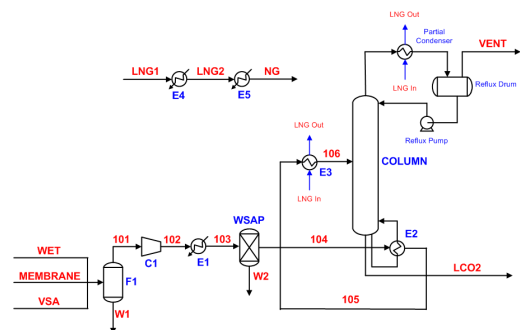 LNG Out
Partial
Condenser
VENT
LNG1
LNG2
NG
E4
E5
LNG In
Reflux Drum
LNG Out
Reflux Pump
106
COLUMN
E3
LNG In
WSAP
E2
101
102
103
104
WET
C1
E1
MEMBRANE
F1
W2
LCO2
VSA
105
W1